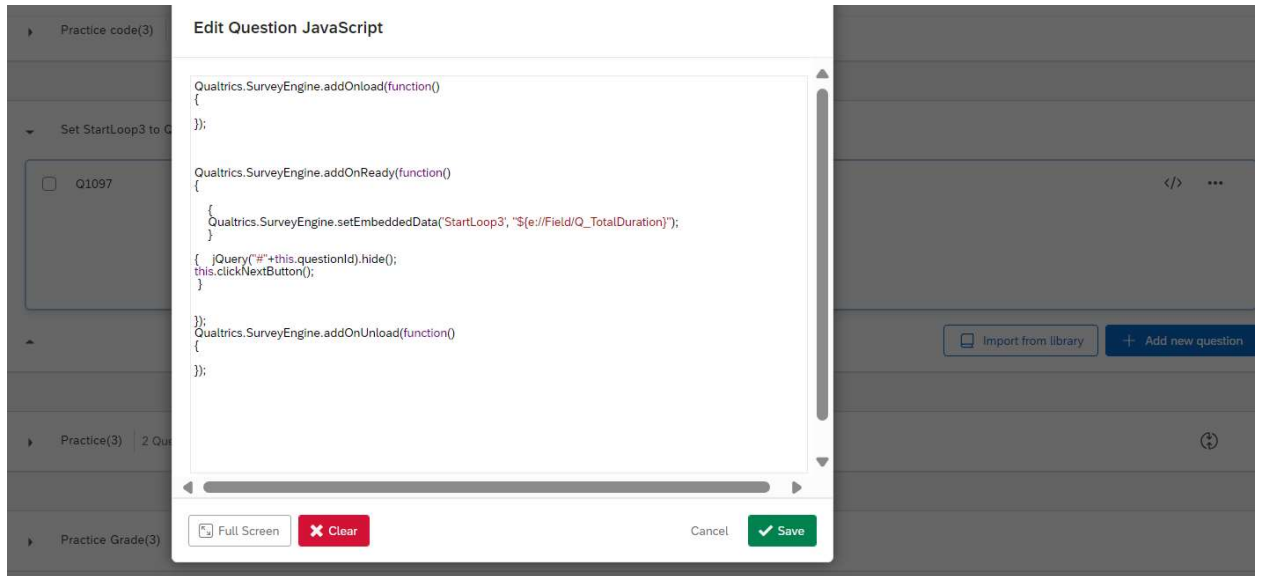 Practice code(3)
Edit Question JavaScript
Qualtrics.SurveyEngine.addOnload(function()
{
});
Set StartLoop3 to Q
Q1097
</>
Qualtrics.SurveyEngine.addOnReady(function()
{
{
Qualtrics.SurveyEngine.setEmbeddedData('StartLoop3', "${e://Field/Q_TotalDuration}");
}
{ jQuery("#"+this.questionId).hide();
this.clickNextButton();
}
});
Qualtrics.SurveyEngine.addOnUnload(function()
{
});
Import from library
+ Add new question
Practice(3) 2 Que
Practice Grade(3)
Full Screen
Clear
Cancel
Save